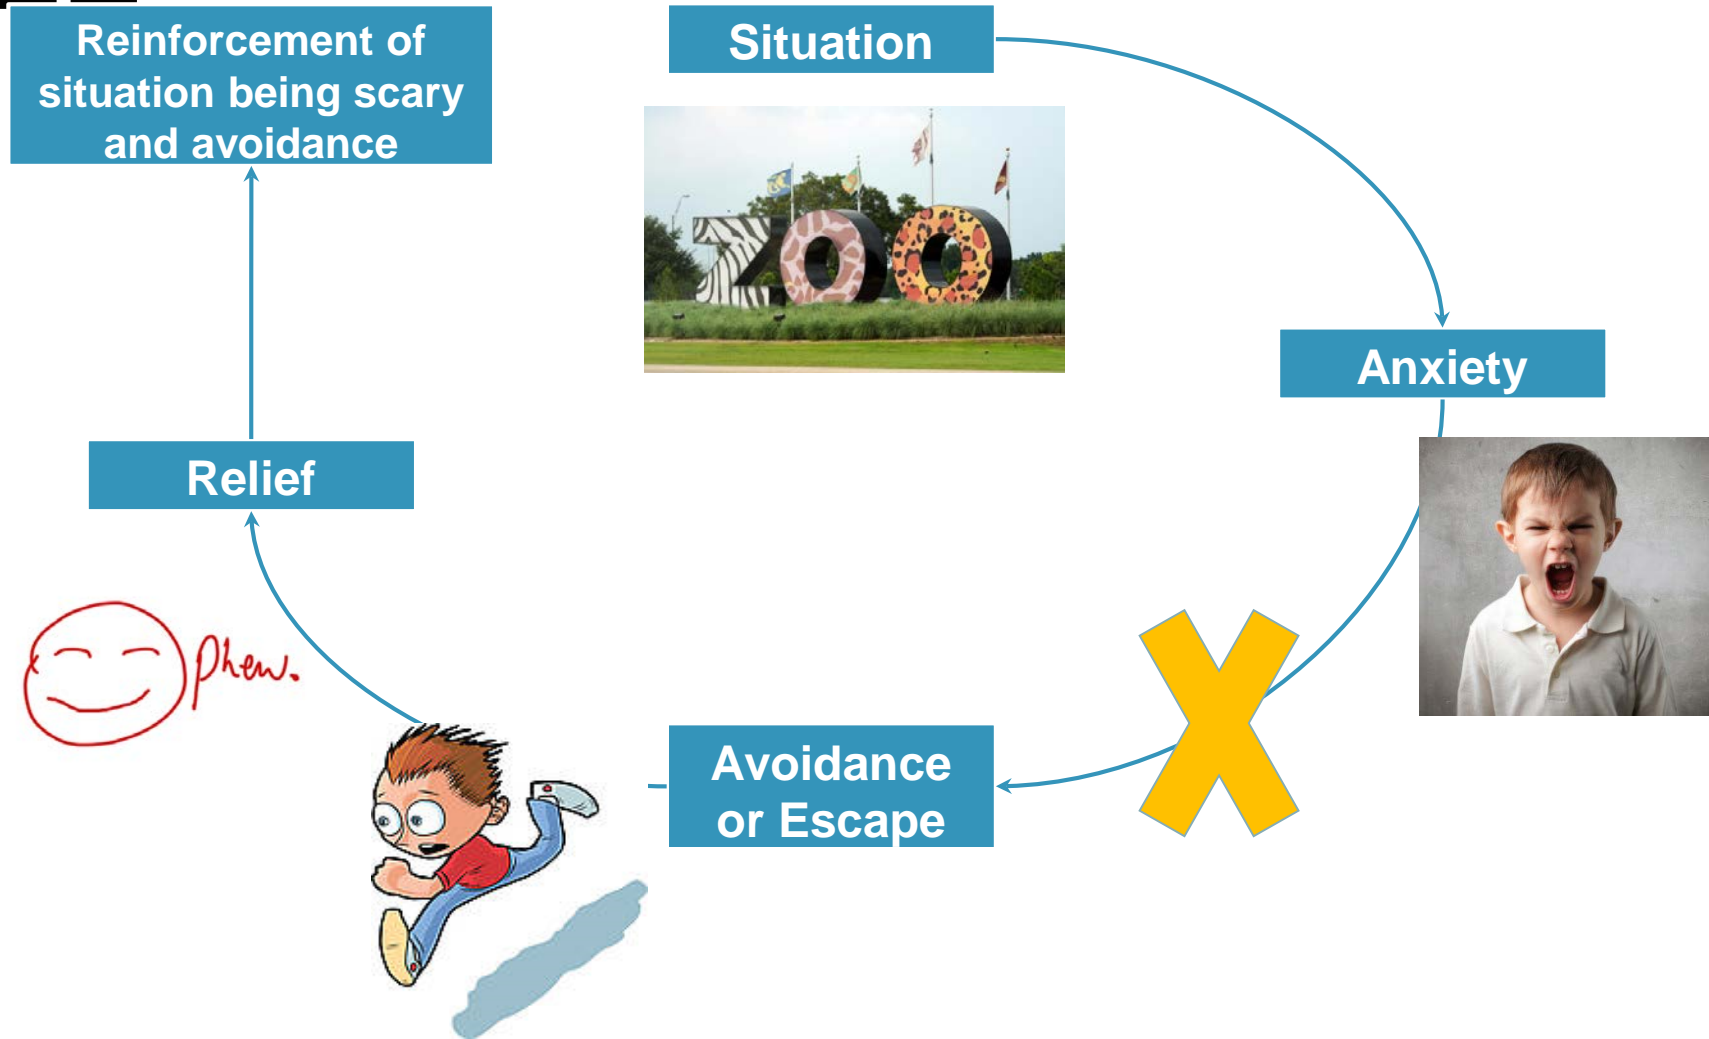 Reinforcement of
situation being scary
and avoidance
Situation
ZOO
Anxiety
Relief
phew.
Avoidance
or Escape